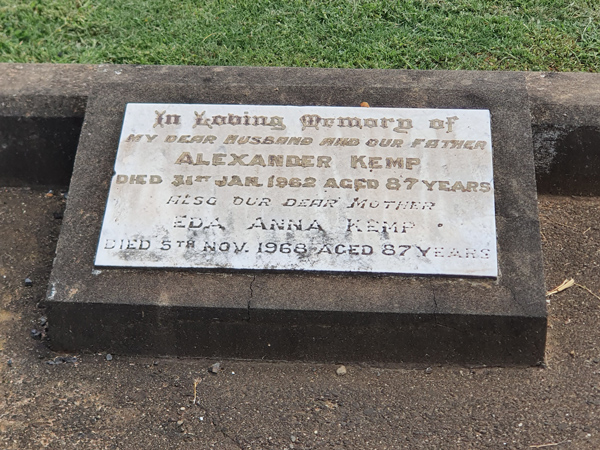 In Loving Memory of
MY DEAR HUSBAND AND OUR FATHER
ALEXANDER KEMP
DIED 31ST JAN. 1962 AGED 87 YEARS
ALSO OUR DEAR MOTHER
EDA ANNA KEMP
DIED 5TH NOV. 1968 AGED 87 YEARS